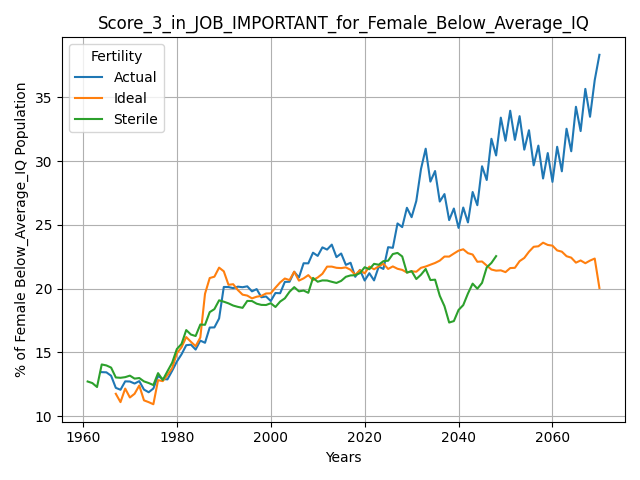 Score_3_in_JOB_IMPORTANT_for_Female_Below_Average_IQ
% of Female Below_Average_IQ Population
Fertility
Actual
Ideal
Sterile
35
30
25
20
15
10
1960 1980 2000 2020 2040 2060
Years